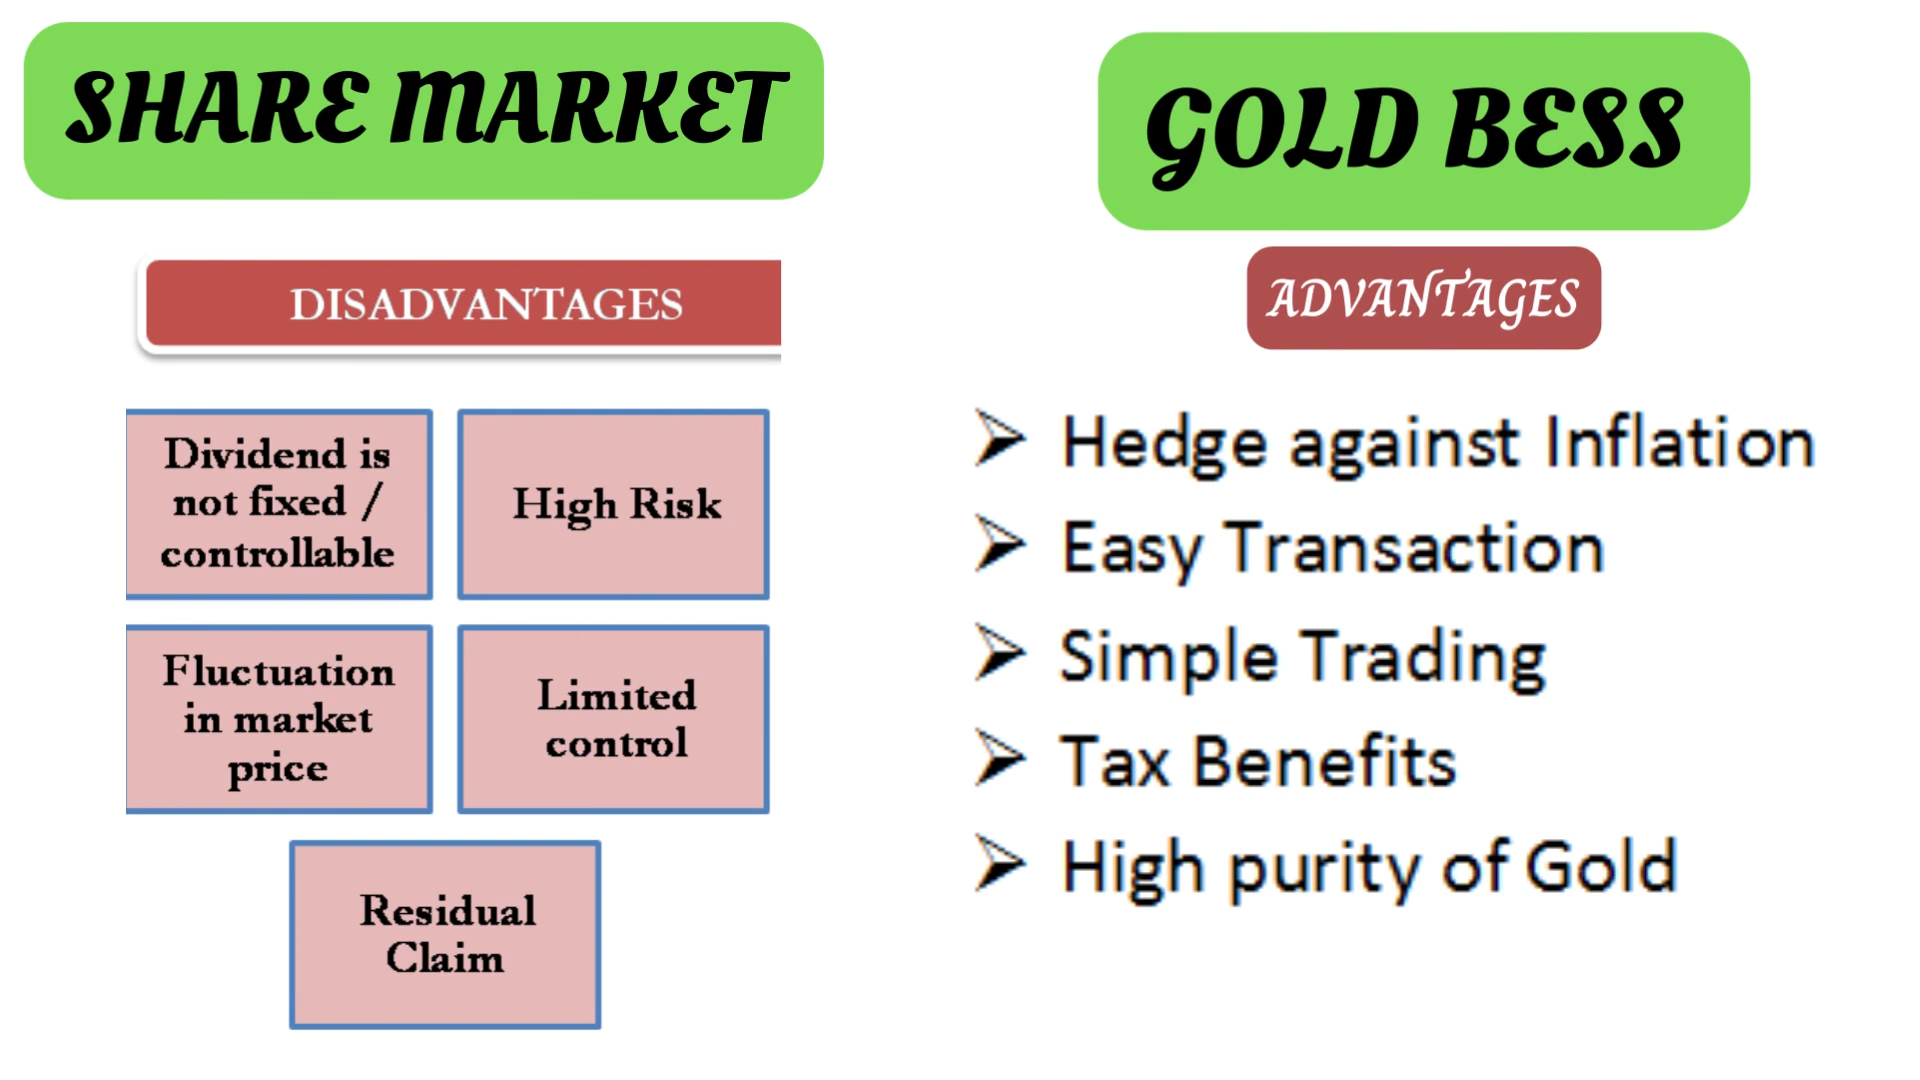 SHARE MARKET
DISADVANTAGES
Dividend is
not fixed /
controllable
High Risk
Fluctuation
in market
price
Limited
control
Residual
Claim
GOLD BESS
ADVANTAGES
Hedge against Inflation
Easy Transaction
Simple Trading
Tax Benefits
High purity of Gold